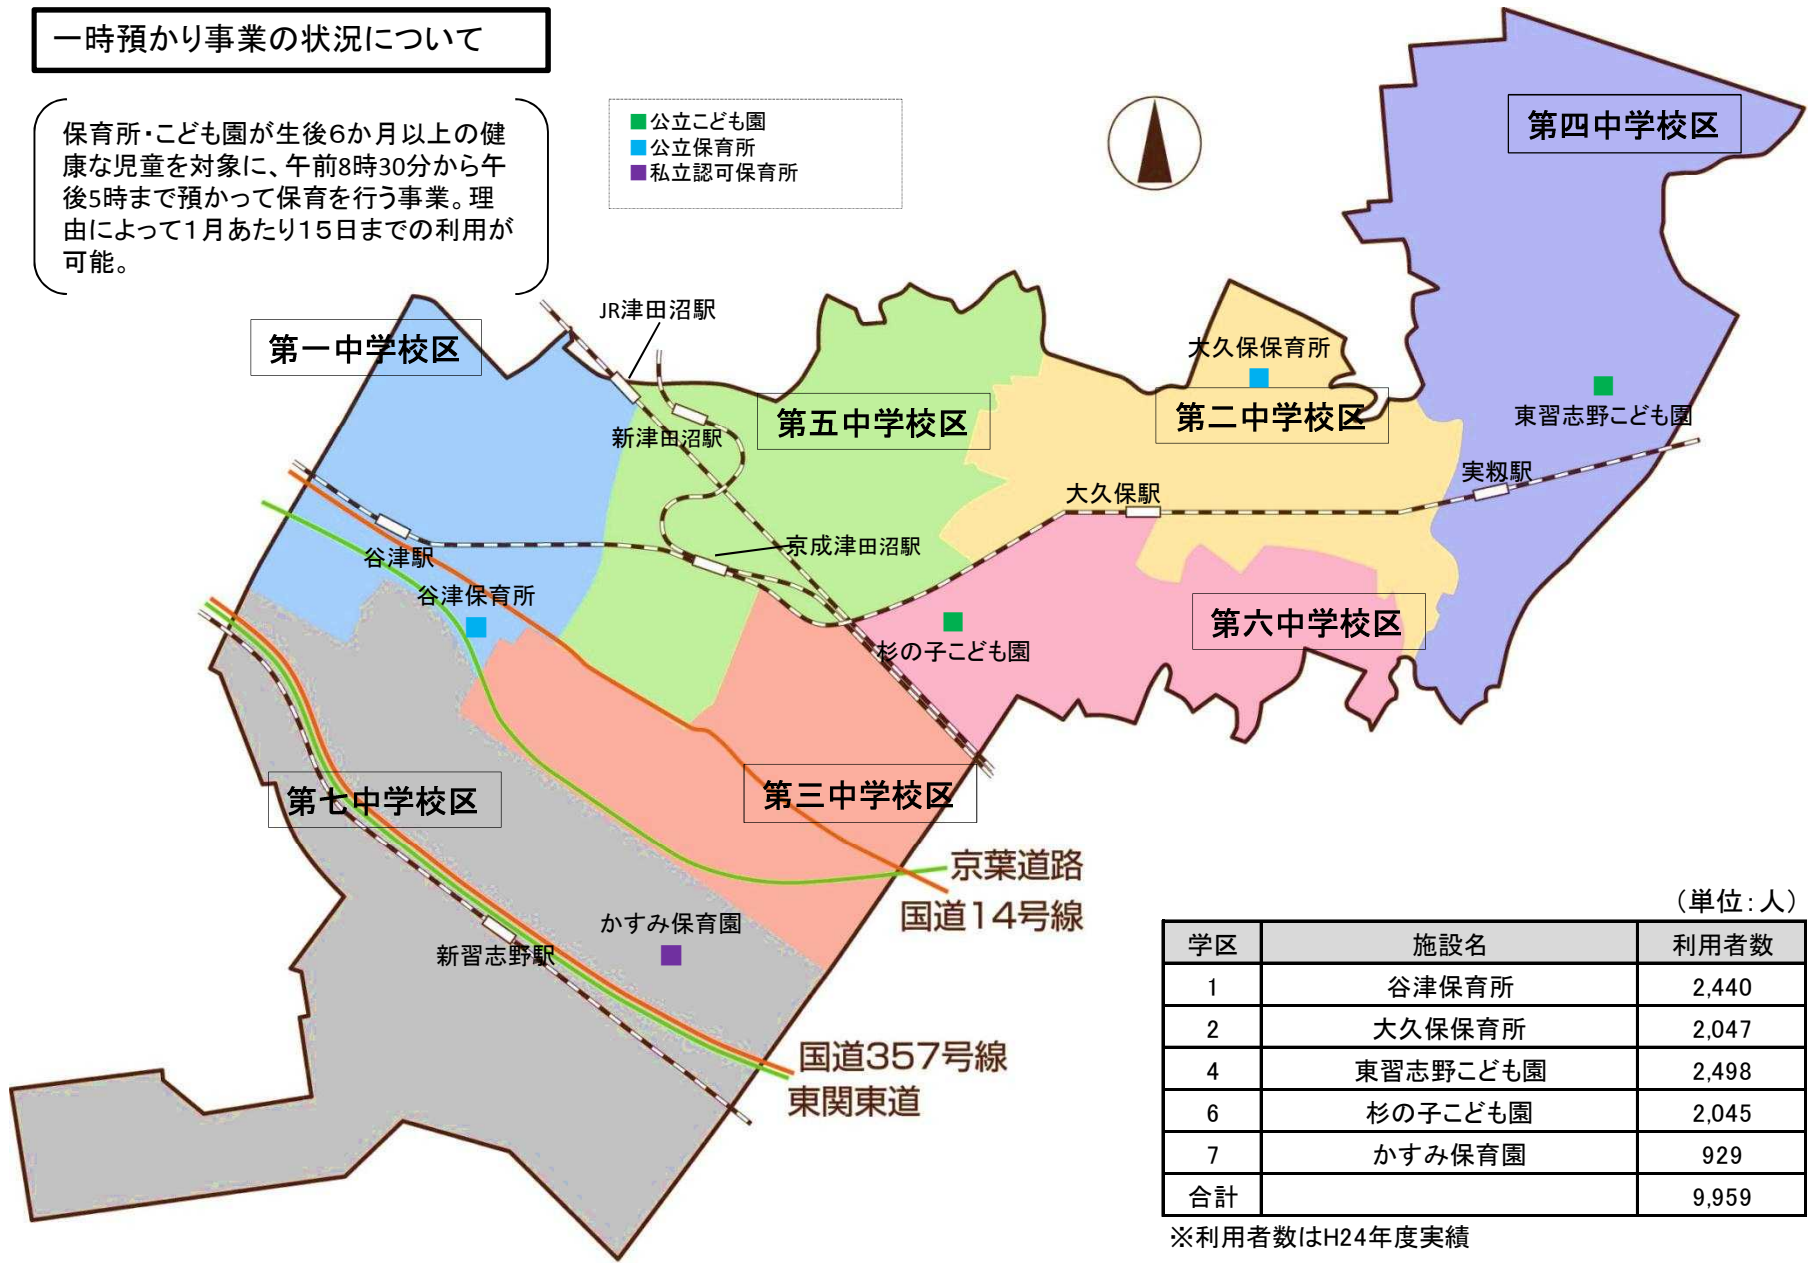 一時預かり事業の状況について
保育所・こども園が生後６か月以上の健
康な児童を対象に、午前8時30分から午
後5時まで預かって保育を行う事業。理
由によって１月あたり１５日までの利用が
可能。
■公立こども園
■公立保育所
■私立認可保育所
第四中学校区
JR津田沼駅
第一中学校区
大久保保育所
第五中学校区
第二中学校区
東習志野こども園
新津田沼駅
実籾駅
大久保駅
京成津田沼駅
谷津駅
谷津保育所
第六中学校区
杉の子こども園
第七中学校区
第三中学校区
京葉道路
国道14号線
かすみ保育園
新習志野駅
国道357号線
東関東道
（単位：人）
学区 施設名 利用者数
1 谷津保育所 2,440
2 大久保保育所 2,047
4 東習志野こども園 2,498
6 杉の子こども園 2,045
7 かすみ保育園 929
合計 9,959
※利用者数はH24年度実績